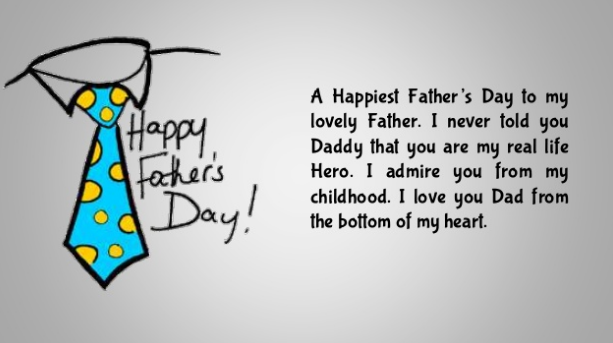 Happy
Father's
Day!
A Happiest Father's Day to my
lovely Father. I never told you
Daddy that you are my real life
Hero. I admire you from my
childhood. I love you Dad from
the bottom of my heart.